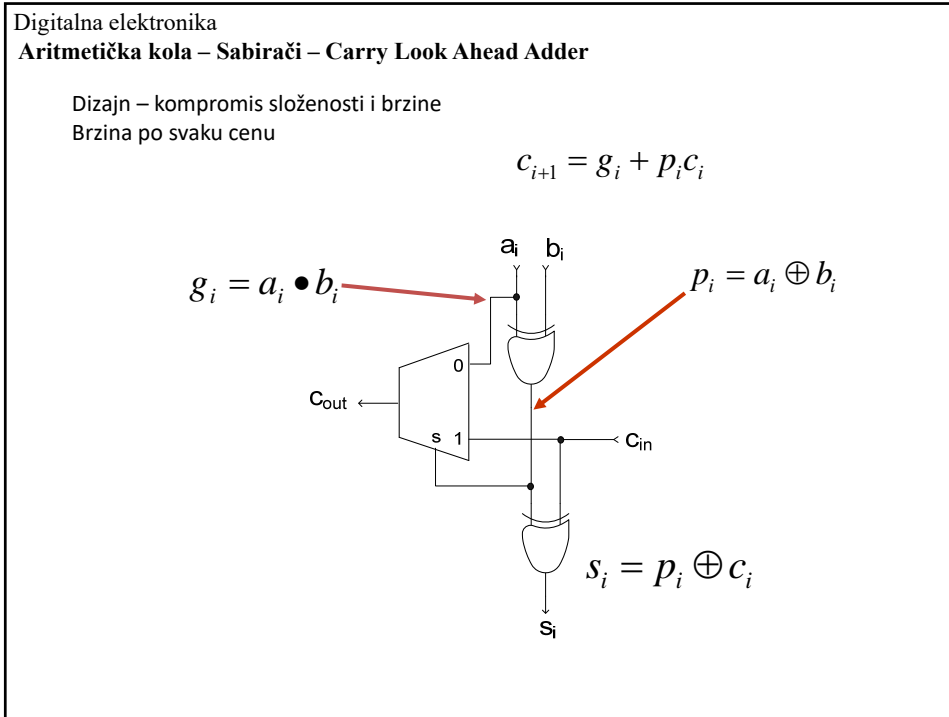 Digitalna elektronika
Aritmetička kola – Sabirači – Carry Look Ahead Adder
Dizajn – kompromis složenosti i brzine
Brzina po svaku cenu
c_{i+1} = g_i + p_i c_i
a_i b_i
g_i = a_i • b_i
p_i = a_i ⊕ b_i
0
c_out
s 1
c_in
s_i = p_i ⊕ c_i
s_i